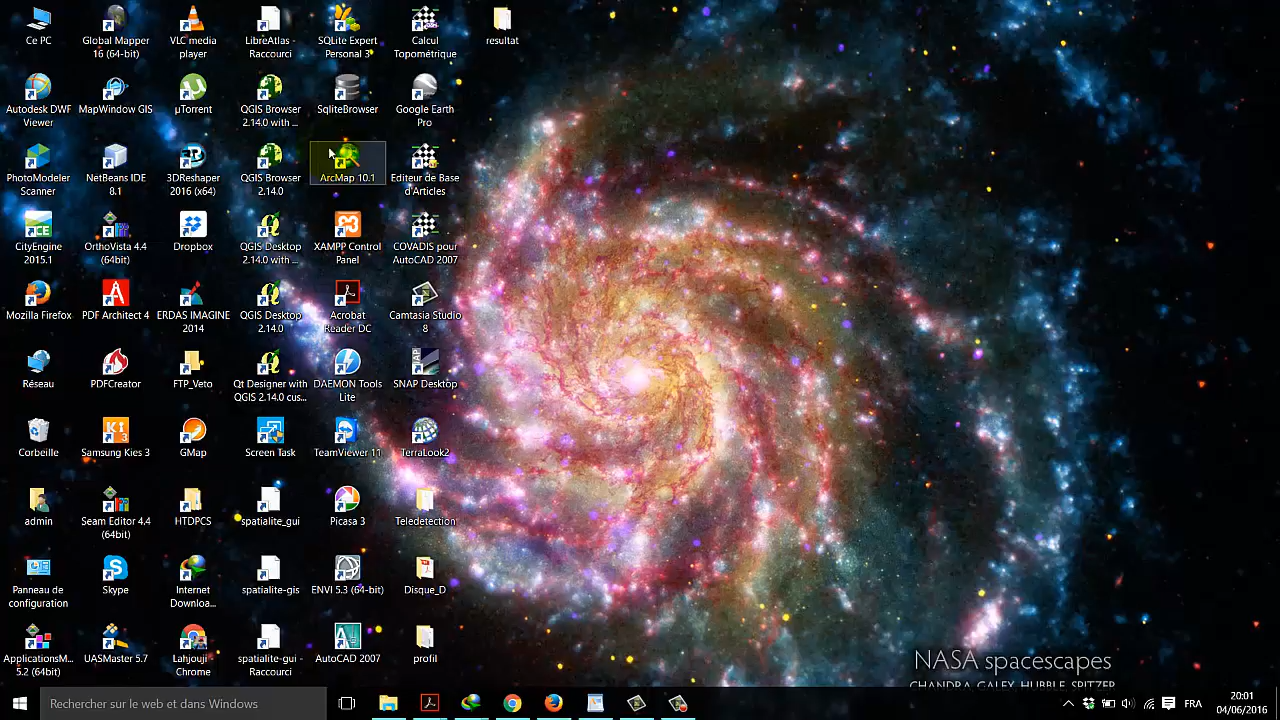 Ce PC
Global Mapper
16 (64-bit)
VLC media
player
LibreAtlas -
Raccourci
SQLite Expert
Personal 3
Calcul
Topométrique
resultat
Autodesk DWF
Viewer
MapWindow GIS
µTorrent
QGIS Browser
2.14.0 with ...
SqliteBrowser
Google Earth
Pro
PhotoModeler
Scanner
NetBeans IDE
8.1
3DReshaper
2016 (x64)
QGIS Browser
2.14.0
ArcMap 10.1
Editeur de Base
d'Articles
CityEngine
2015.1
OrthoVista 4.4
(64bit)
Dropbox
QGIS Desktop
2.14.0 with ...
XAMPP Control
Panel
COVADIS pour
AutoCAD 2007
Mozilla Firefox
PDF Architect 4
ERDAS IMAGINE
2014
QGIS Desktop
2.14.0
Acrobat
Reader DC
Camtasia Studio
8
Réseau
PDFCreator
FTP_Veto
Qt Designer with
QGIS 2.14.0 cus...
DAEMON Tools
Lite
SNAP Desktop
Corbeille
Samsung Kies 3
GMap
Screen Task
TeamViewer 11
TerraLook2
admin
Seam Editor 4.4
(64bit)
HTDPCS
spatialite_gui
Picasa 3
Teledetection
Panneau de
configuration
Skype
Internet
Downloa...
spatialite-gis
ENVI 5.3 (64-bit)
Disque_D
ApplicationsM...
5.2 (64bit)
UASMaster 5.7
Lahjouji -
Chrome
spatialite-gui -
Raccourci
AutoCAD 2007
profil
NASA spacescapes
CHANDRA, GALEX, HUBBLE, SPITZER
Rechercher sur le web et dans Windows
FRA
20:01
04/06/2016